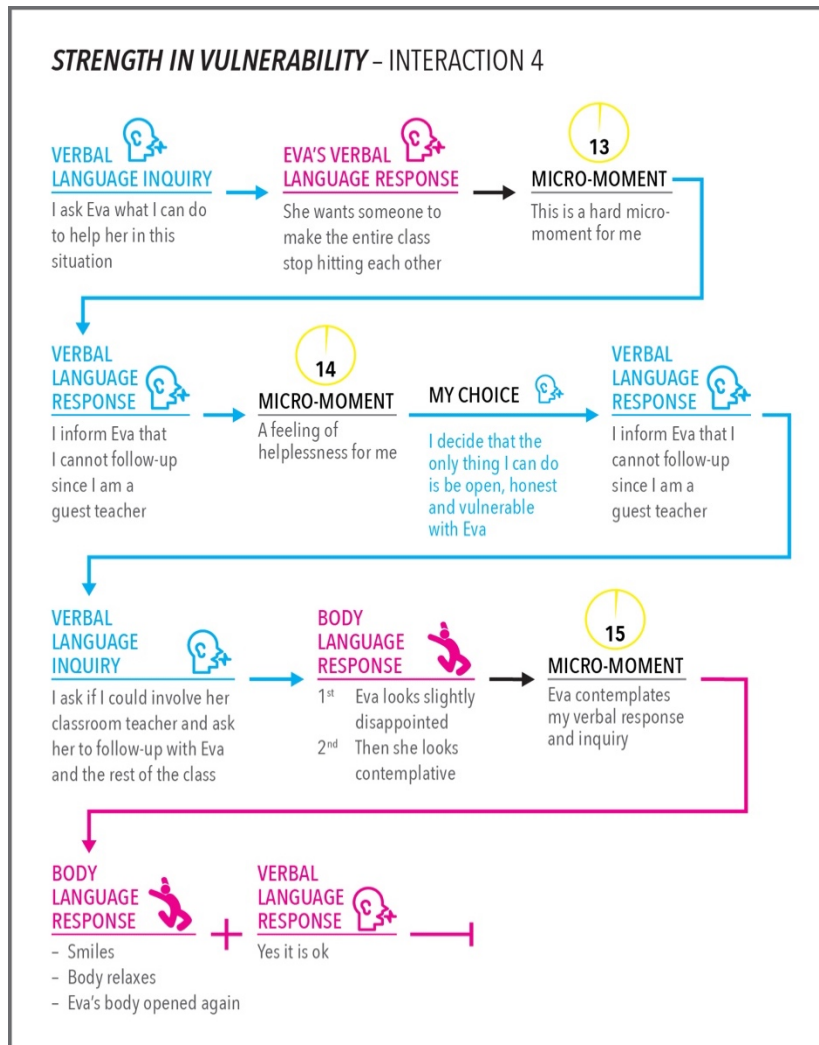 STRENGTH IN VULNERABILITY – INTERACTION 4
VERBAL
LANGUAGE INQUIRY
I ask Eva what I can do
to help her in this
situation
EVA'S VERBAL
LANGUAGE RESPONSE
She wants someone to
make the entire class
stop hitting each other
13
MICRO-MOMENT
This is a hard micro-
moment for me
VERBAL
LANGUAGE
RESPONSE
I inform Eva that
I cannot follow-up
since I am a
guest teacher
14
MICRO-MOMENT
A feeling of
helplessness for me
MY CHOICE
I decide that the
only thing I can do
is be open, honest
and vulnerable
with Eva
VERBAL
LANGUAGE
RESPONSE
I inform Eva that I
cannot follow-up
since I am a
guest teacher
VERBAL
LANGUAGE
INQUIRY
I ask if I could involve her
classroom teacher and ask
her to follow-up with Eva
and the rest of the class
BODY
LANGUAGE
RESPONSE
1st Eva looks slightly
disappointed
2nd Then she looks
contemplative
15
MICRO-MOMENT
Eva contemplates
my verbal response
and inquiry
BODY
LANGUAGE
RESPONSE
– Smiles
– Body relaxes
– Eva's body opened again
VERBAL
LANGUAGE
RESPONSE
Yes it is ok